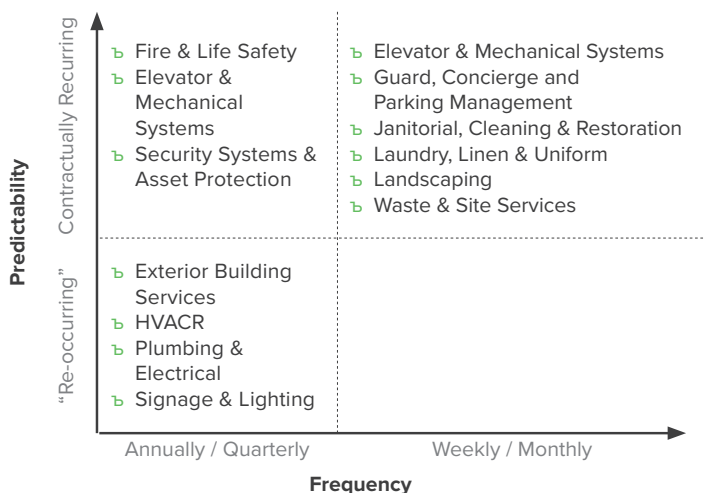 Predictability
Contractually Recurring
ъ Fire & Life Safety
ъ Elevator &
Mechanical
Systems
ъ Security Systems &
Asset Protection
ъ Elevator & Mechanical Systems
ъ Guard, Concierge and
Parking Management
ъ Janitorial, Cleaning & Restoration
ъ Laundry, Linen & Uniform
ъ Landscaping
ъ Waste & Site Services
“Re-occurring”
ъ Exterior Building
Services
ъ HVACR
ъ Plumbing &
Electrical
ъ Signage & Lighting
Annually / Quarterly
Weekly / Monthly
Frequency